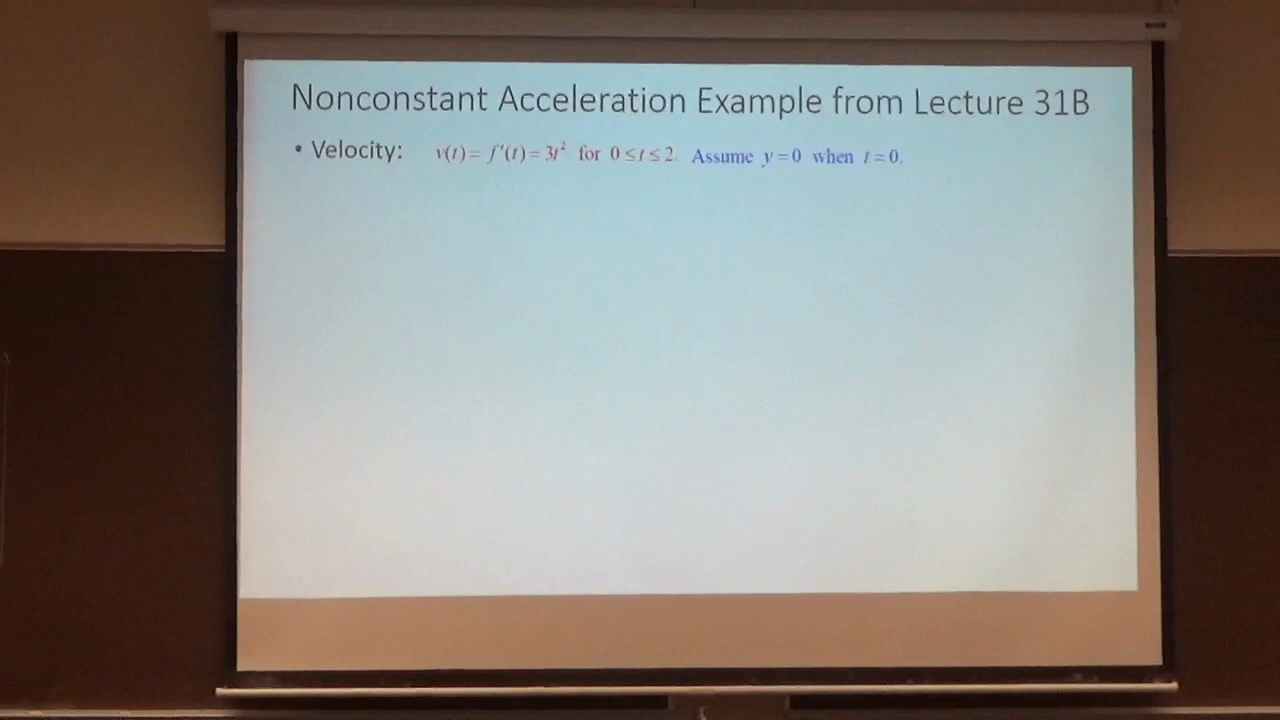 Nonconstant Acceleration Example from Lecture 31B
• Velocity: v(t) = f′(t) = 3t² for 0 ≤ t ≤ 2. Assume y = 0 when t = 0.